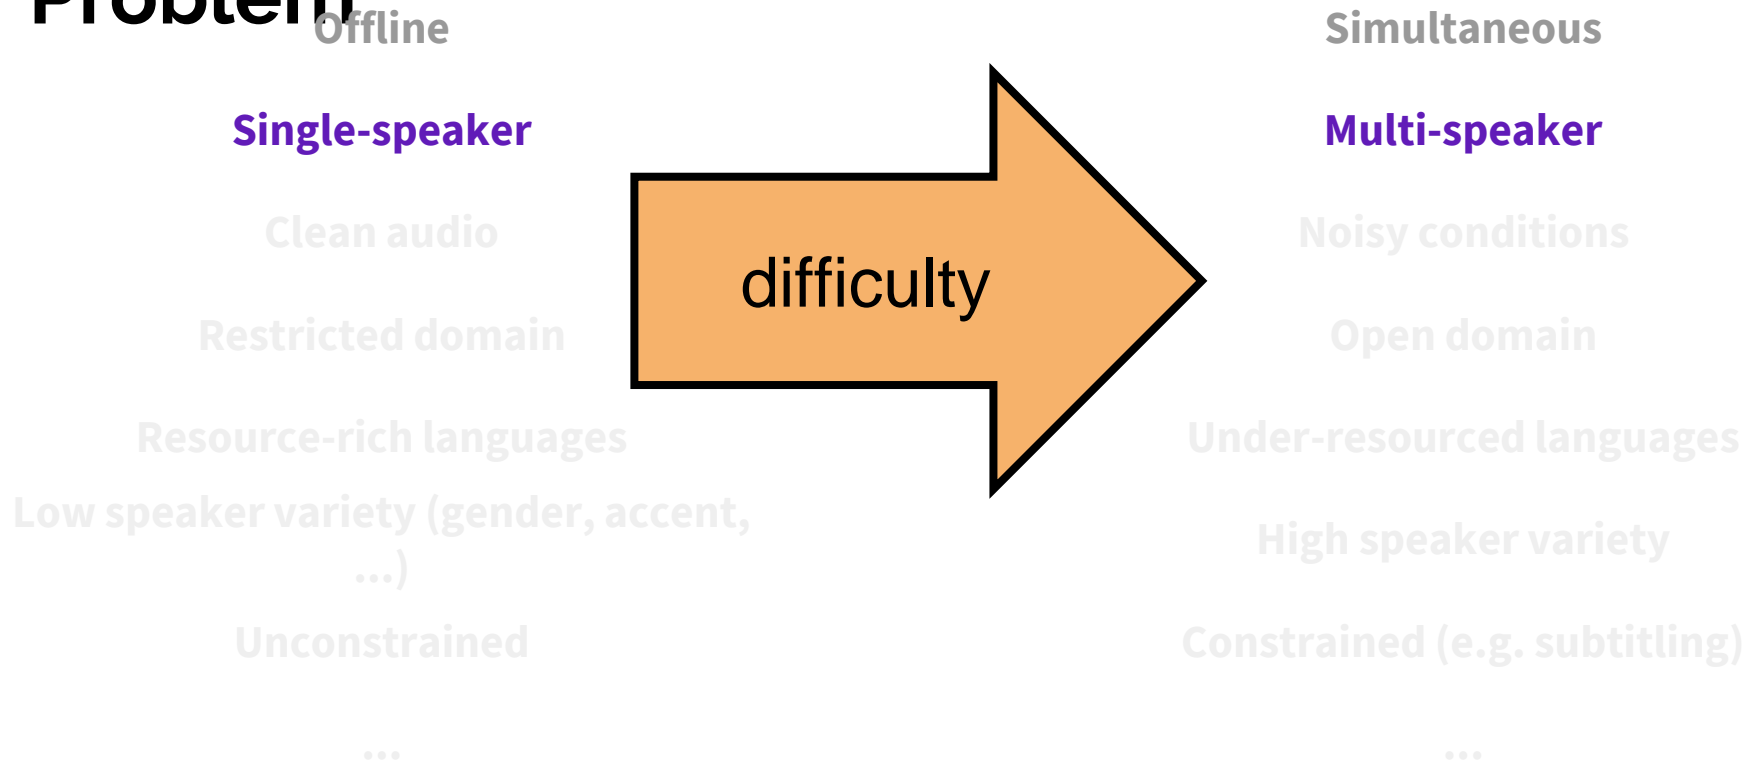 Problem
Offline
Simultaneous
Single-speaker
Multi-speaker
Clean audio
Noisy conditions
difficulty
Restricted domain
Open domain
Resource-rich languages
Under-resourced languages
Low speaker variety (gender, accent,
...)
High speaker variety
Unconstrained
Constrained (e.g. subtitling)
...
...